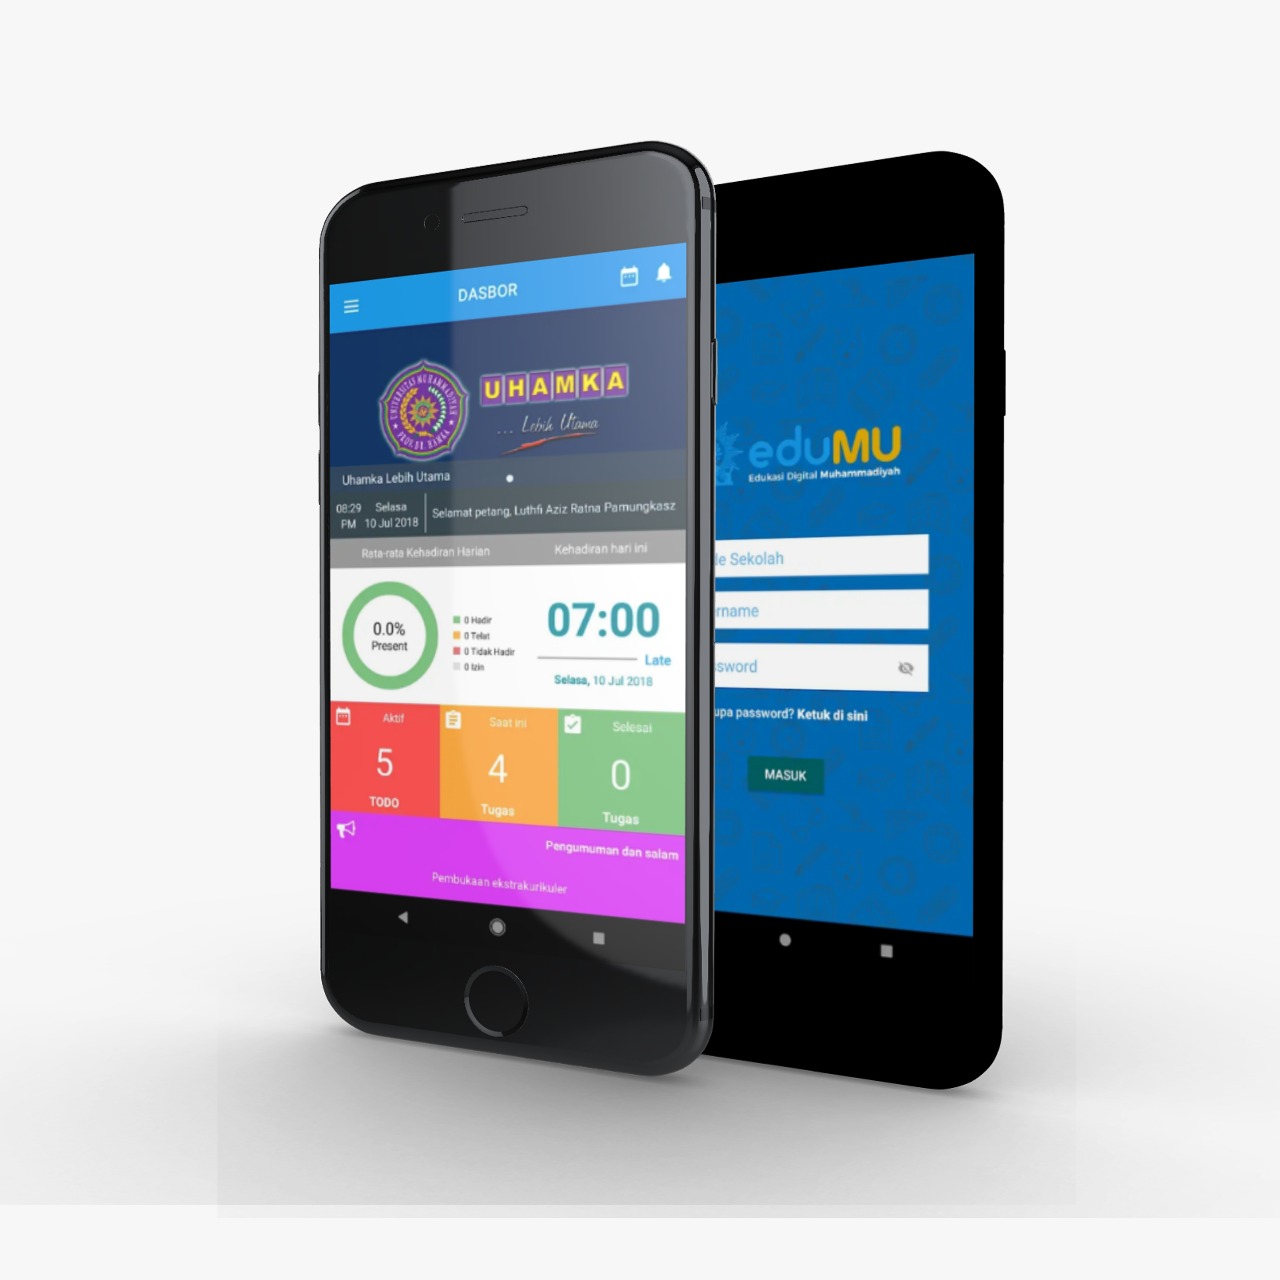 DASBOR
UNIVERSITAS MUHAMMADIYAH
PROF. DR. HAMKA
UHAMKA
... Lebih Utama
Uhamka Lebih Utama
08:29 PM
Selasa
10 Jul 2018
Selamat petang, Luthfi Aziz Ratna Pamungkasz
Rata-rata Kehadiran Harian
Kehadiran hari ini
0.0%
Present
0 Hadir
0 Telat
0 Tidak Hadir
0 Izin
07:00
Late
Selasa, 10 Jul 2018
Aktif
5
TODO
Saat ini
4
Tugas
Selesai
0
Tugas
Pengumuman dan salam
Pembukaan ekstrakurikuler
eduMU
Edukasi Digital Muhammadiyah
de Sekolah
rname
sword
upa password? Ketuk di sini
MASUK